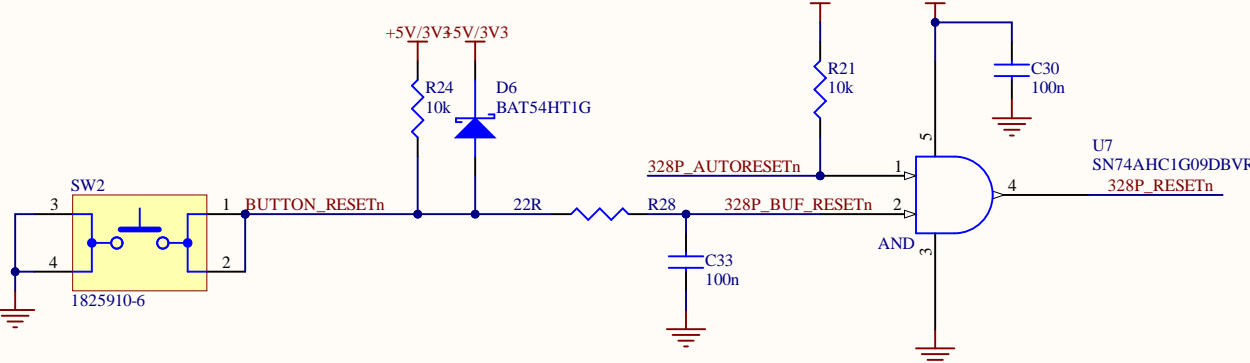 +5V/3V3
+5V/3V3
R24
10k
D6
BAT54HT1G
R21
10k
C30
100n
5
U7
SN74AHC1G09DBVR
328P_AUTORESETn
1
4
328P_RESETn
SW2
3
1
BUTTON_RESETn
22R
R28
328P_BUF_RESETn
2
AND
3
4
2
C33
100n
1825910-6